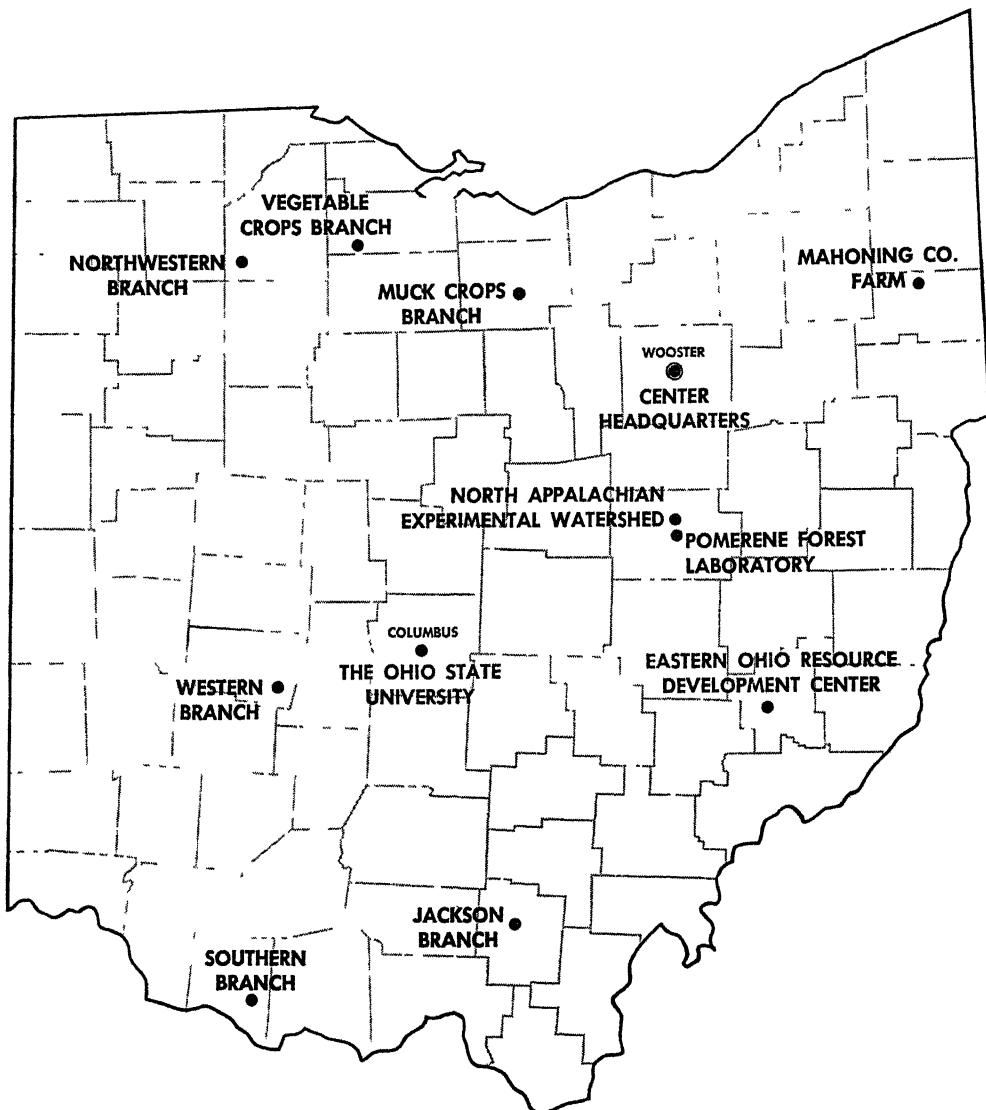 VEGETABLE
CROPS BRANCH
NORTHWESTERN
BRANCH
MUCK CROPS
BRANCH
MAHONING CO.
FARM
WOOSTER
CENTER
HEADQUARTERS
NORTH APPALACHIAN
EXPERIMENTAL WATERSHED
POMERENE FOREST
LABORATORY
COLUMBUS
THE OHIO STATE
UNIVERSITY
EASTERN OHIO RESOURCE
DEVELOPMENT CENTER
WESTERN
BRANCH
JACKSON
BRANCH
SOUTHERN
BRANCH